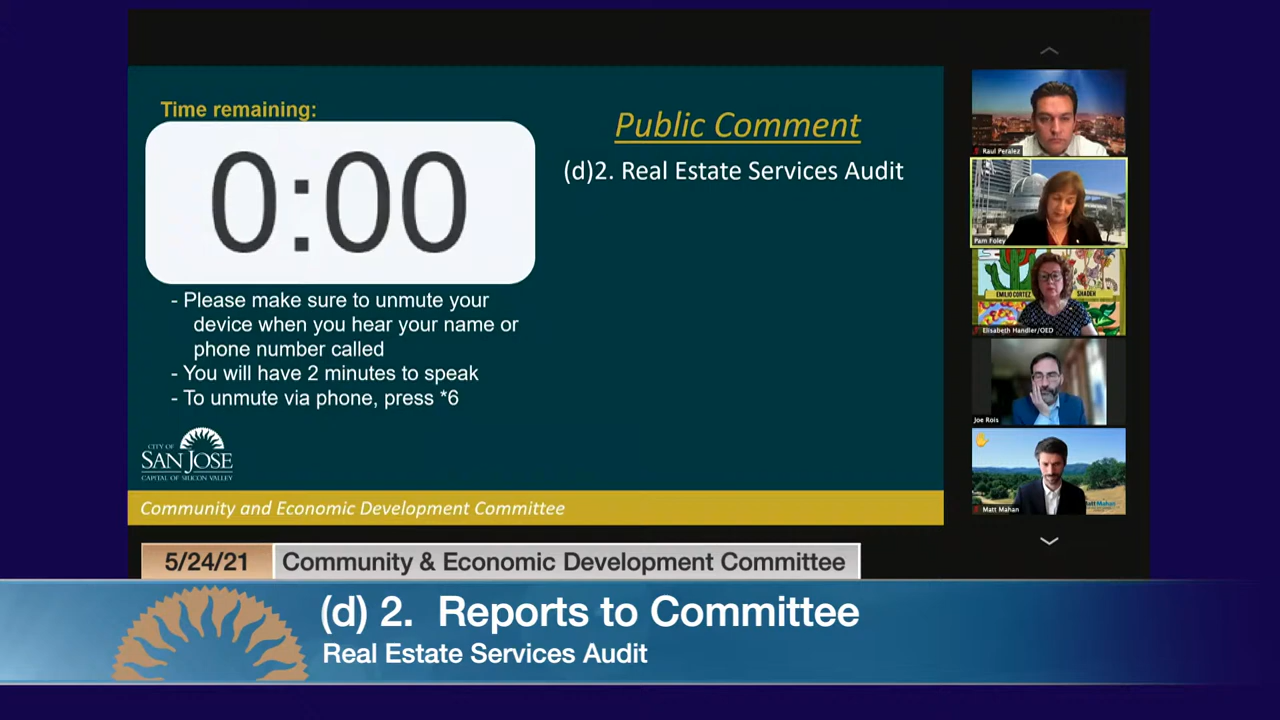 Time remaining:
0:00
- Please make sure to unmute your
device when you hear your name or
phone number called
- You will have 2 minutes to speak
- To unmute via phone, press *6
Public Comment
(d)2. Real Estate Services Audit
CITY OF
SAN JOSE
CAPITAL OF SILICON VALLEY
Community and Economic Development Committee
Raul Peralez
Pam Foley
EMILIO CORTEZ
SHADEH
Elisabeth Handler/OED
Joe Rois
Matt Mahan
5/24/21
Community & Economic Development Committee
(d) 2. Reports to Committee
Real Estate Services Audit